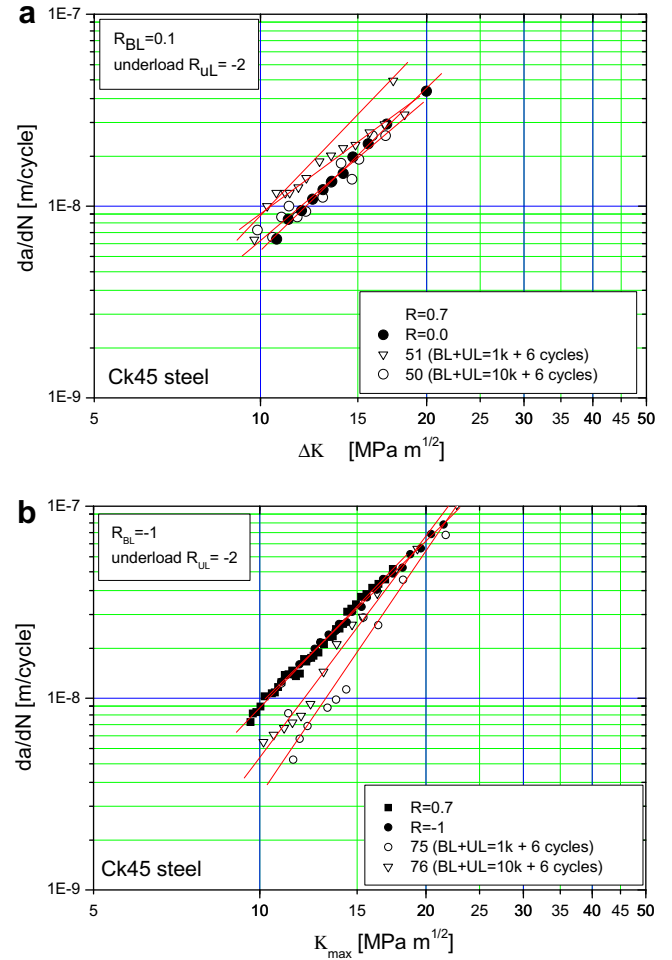 a
1E-7
R_BL=0.1
underload R_uL= -2
da/dN [m/cycle]
1E-8
R=0.7
R=0.0
51 (BL+UL=1k + 6 cycles)
50 (BL+UL=10k + 6 cycles)
Ck45 steel
1E-9
5 10 15 20 25 30 35 40 45 50
ΔK [MPa m^1/2]
b
1E-7
R_BL=-1
underload R_UL= -2
da/dN [m/cycle]
1E-8
R=0.7
R=-1
75 (BL+UL=1k + 6 cycles)
76 (BL+UL=10k + 6 cycles)
Ck45 steel
1E-9
5 10 15 20 25 30 35 40 45 50
K_max [MPa m^1/2]